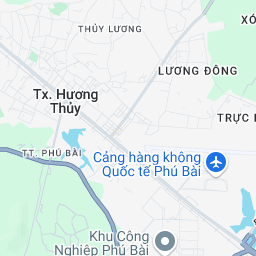 XÓ
THỦY LƯƠNG
LƯƠNG ĐÔNG
Tx. Hương
Thủy
TRỰC Đ
TT. PHÚ BÀI
Cảng hàng không
Quốc tế Phú Bài
Khu Công
Nghiệp Phú Bài